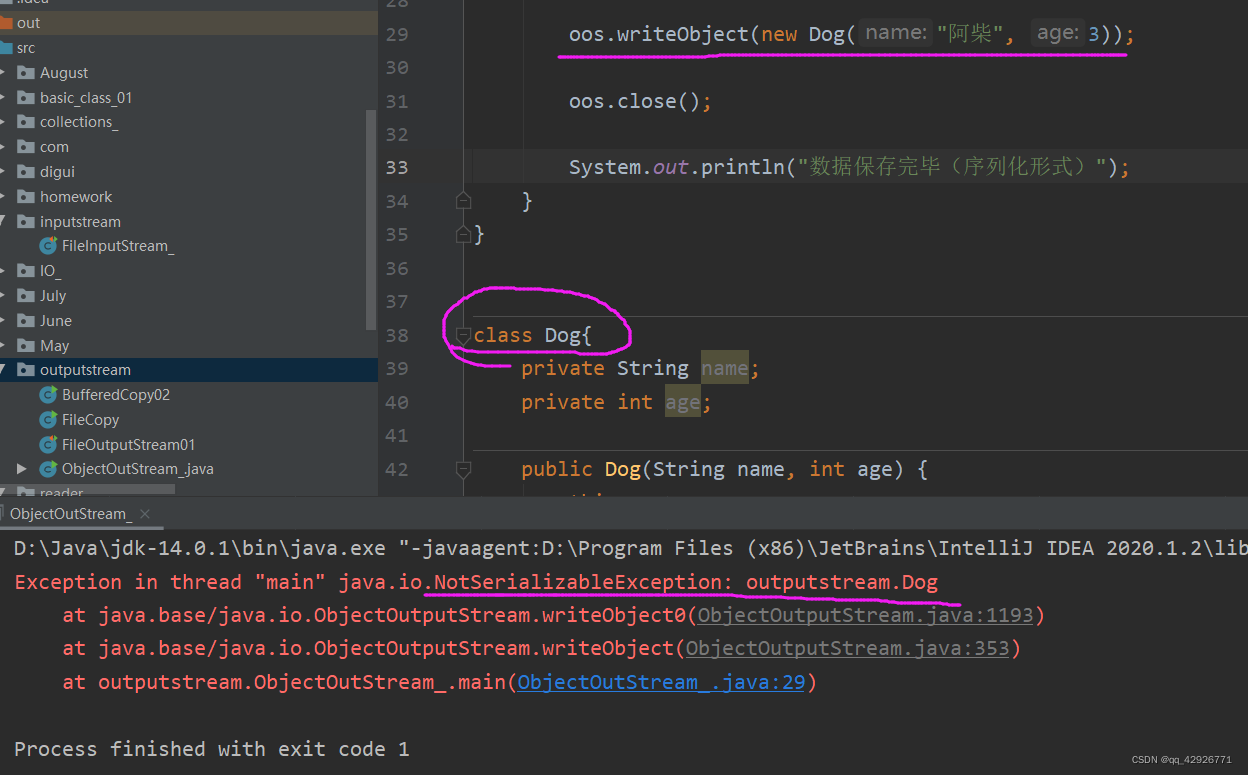 .idea
out
src
August
basic_class_01
collections_
com
digui
homework
inputstream
FileInputStream_
IO_
July
June
May
outputstream
BufferedCopy02
FileCopy
FileOutputStream01
ObjectOutStream_.java
reader
28
29 oos.writeObject(new Dog( name: "阿柴", age: 3));
30
31 oos.close();
32
33 System.out.println("数据保存完毕（序列化形式）");
34 }
35 }
36
37
38 class Dog{
39 private String name;
40 private int age;
41
42 public Dog(String name, int age) {
ObjectOutStream_ ×
D:\Java\jdk-14.0.1\bin\java.exe "-javaagent:D:\Program Files (x86)\JetBrains\IntelliJ IDEA 2020.1.2\lib
Exception in thread "main" java.io.NotSerializableException: outputstream.Dog
at java.base/java.io.ObjectOutputStream.writeObject0(ObjectOutputStream.java:1193)
at java.base/java.io.ObjectOutputStream.writeObject(ObjectOutputStream.java:353)
at outputstream.ObjectOutStream_.main(ObjectOutStream_.java:29)
Process finished with exit code 1
CSDN @qq_42926771